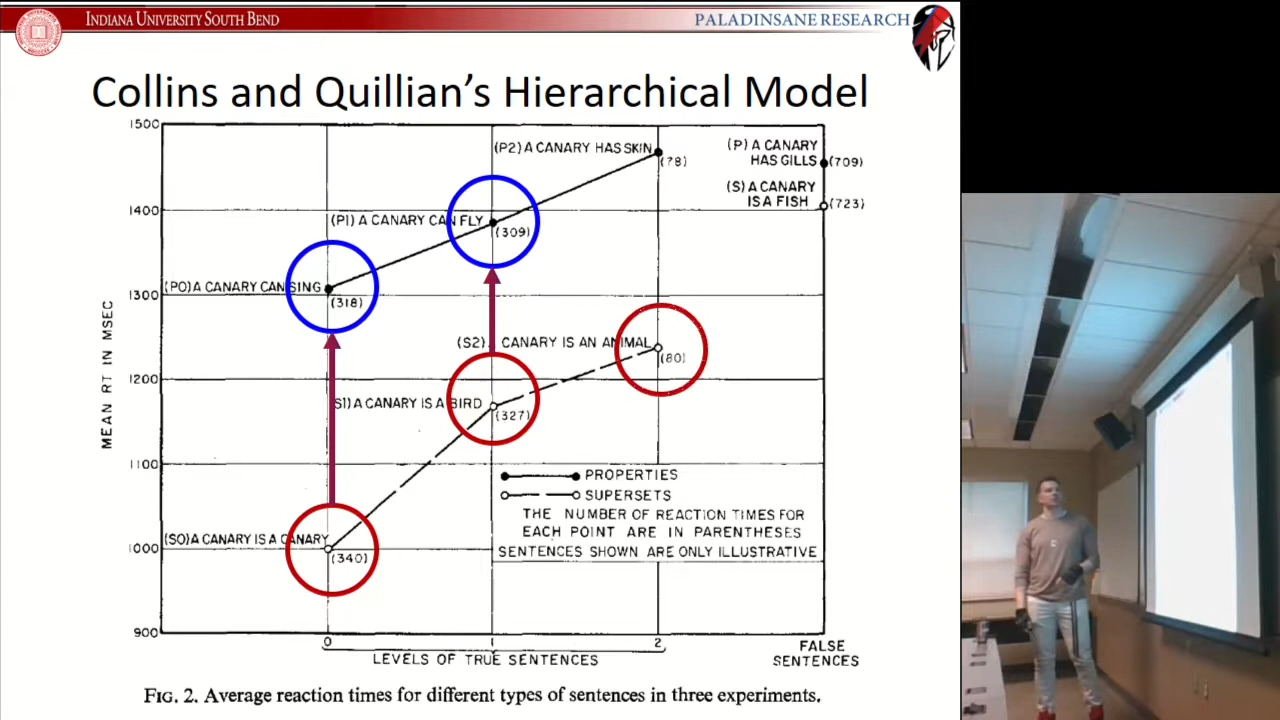 INDIANA UNIVERSITY SOUTH BEND
PALADINSANE RESEARCH
Collins and Quillian's Hierarchical Model
1500
1400
1300
1200
1100
1000
900
MEAN RT IN MSEC
(P2) A CANARY HAS SKIN
(78)
(P) A CANARY
HAS GILLS
(709)
(S) A CANARY
IS A FISH
(723)
(P1) A CANARY CAN FLY
(309)
(P0) A CANARY CAN SING
(318)
(S2) CANARY IS AN ANIMAL
(80)
S1) A CANARY IS A BIRD
(327)
PROPERTIES
SUPERSETS
THE NUMBER OF REACTION TIMES FOR
EACH POINT ARE IN PARENTHESES
SENTENCES SHOWN ARE ONLY ILLUSTRATIVE
(S0) A CANARY IS A CANARY
(340)
0 1 2
LEVELS OF TRUE SENTENCES
FALSE
SENTENCES
FIG. 2. Average reaction times for different types of sentences in three experiments.